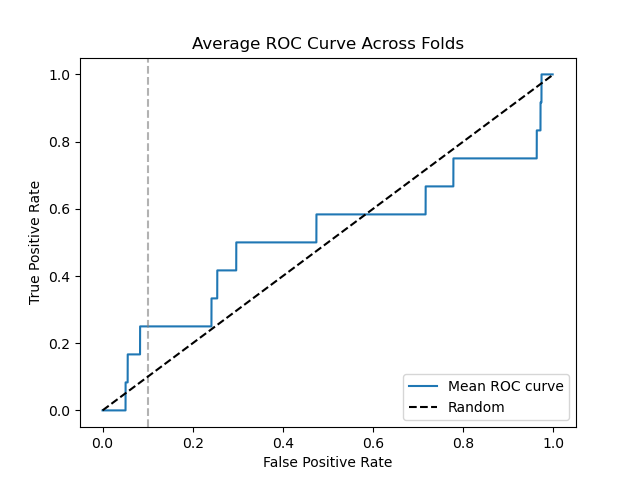 Average ROC Curve Across Folds
1.0
0.8
0.6
0.4
0.2
0.0
True Positive Rate
0.0 0.2 0.4 0.6 0.8 1.0
False Positive Rate
Mean ROC curve
Random